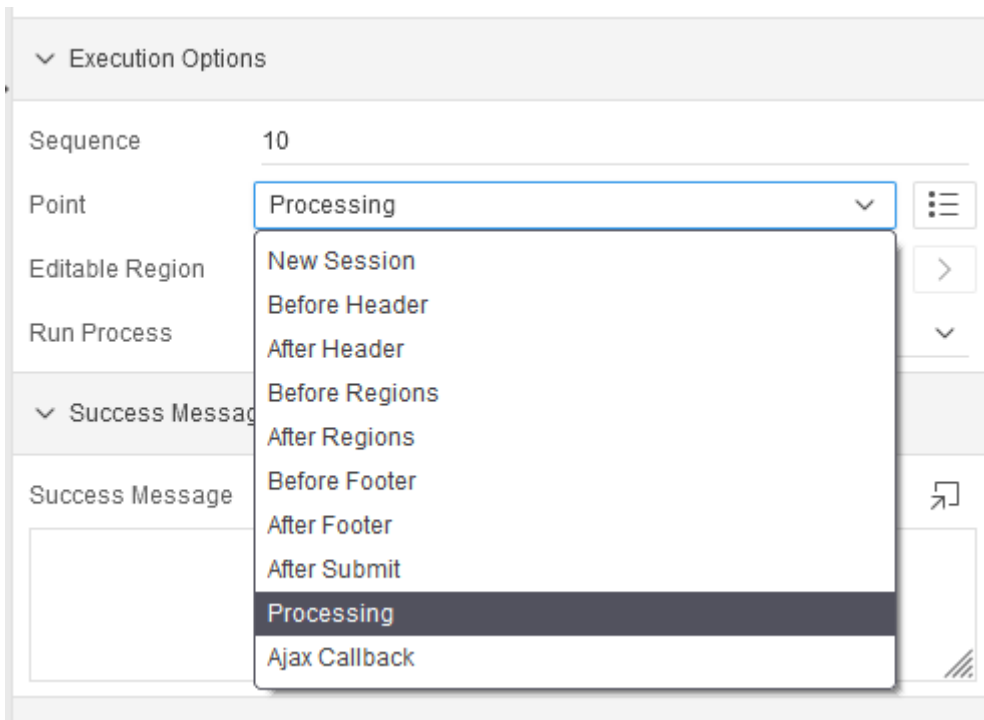 Execution Options
Sequence 10
Point Processing
Editable Region
Run Process
New Session
Before Header
After Header
Before Regions
After Regions
Before Footer
After Footer
After Submit
Processing
Ajax Callback
Success Messag
Success Message